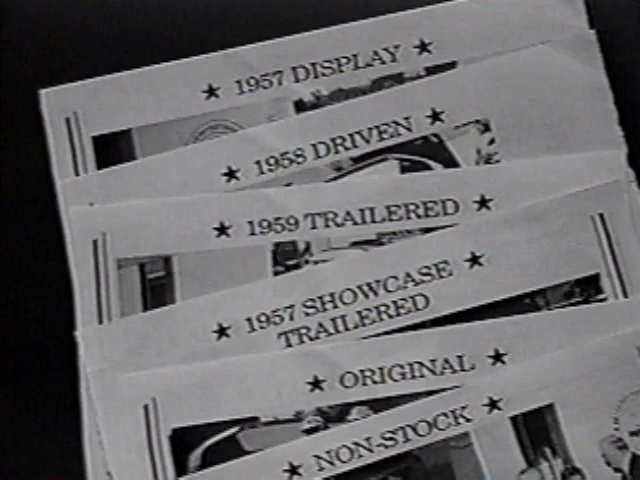 ★ 1957 DISPLAY ★
★ 1958 DRIVEN ★
★ 1959 TRAILERED ★
★ 1957 SHOWCASE ★
TRAILERED
★ ORIGINAL ★
★ NON-STOCK ★